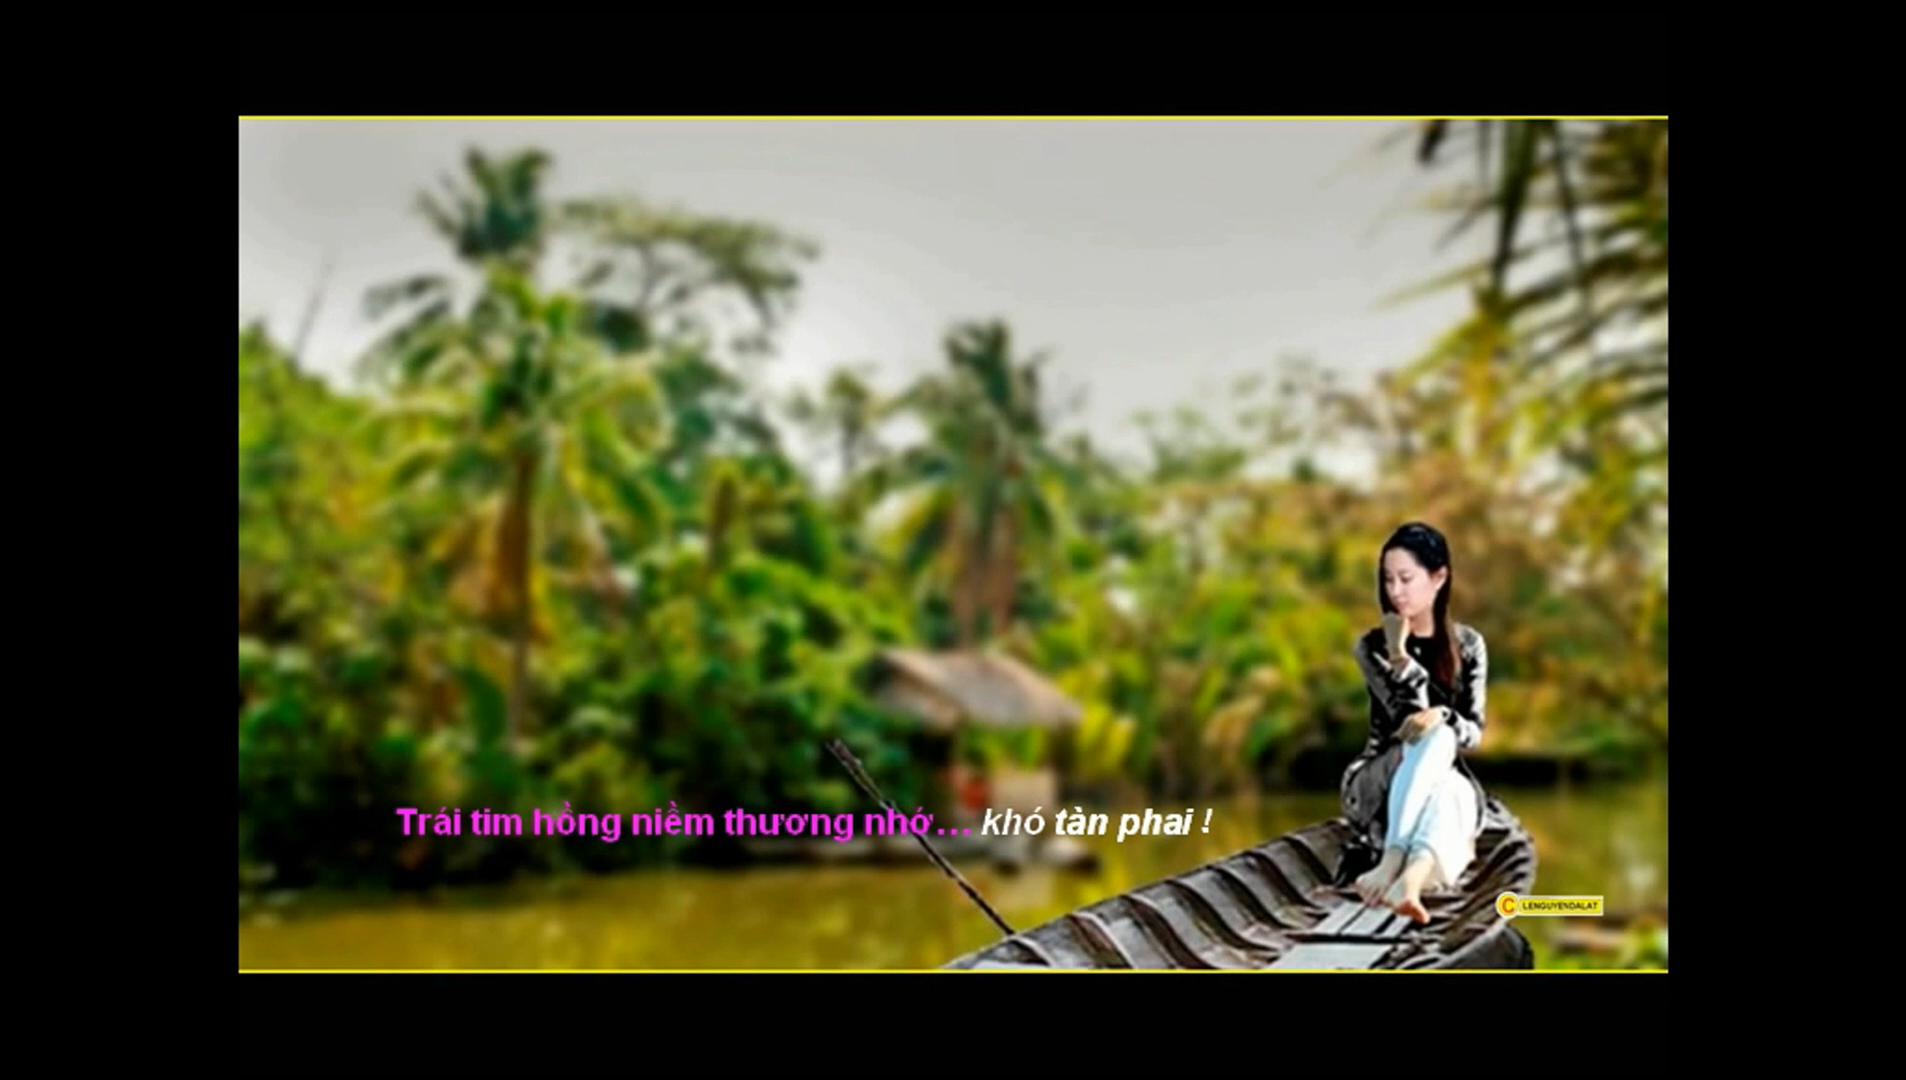 Trái tim hồng niềm thương nhớ... khó tàn phai !
C LENGUYENDALAT